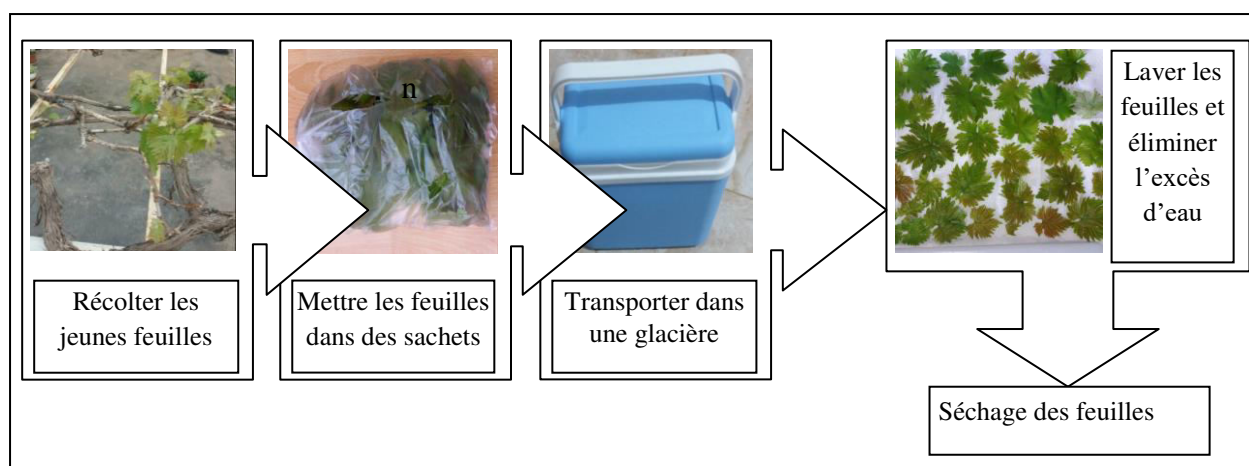 n
Récolter les
jeunes feuilles
Mettre les feuilles
dans des sachets
Transporter dans
une glacière
Laver les
feuilles et
éliminer
l’excès
d’eau
Séchage des feuilles